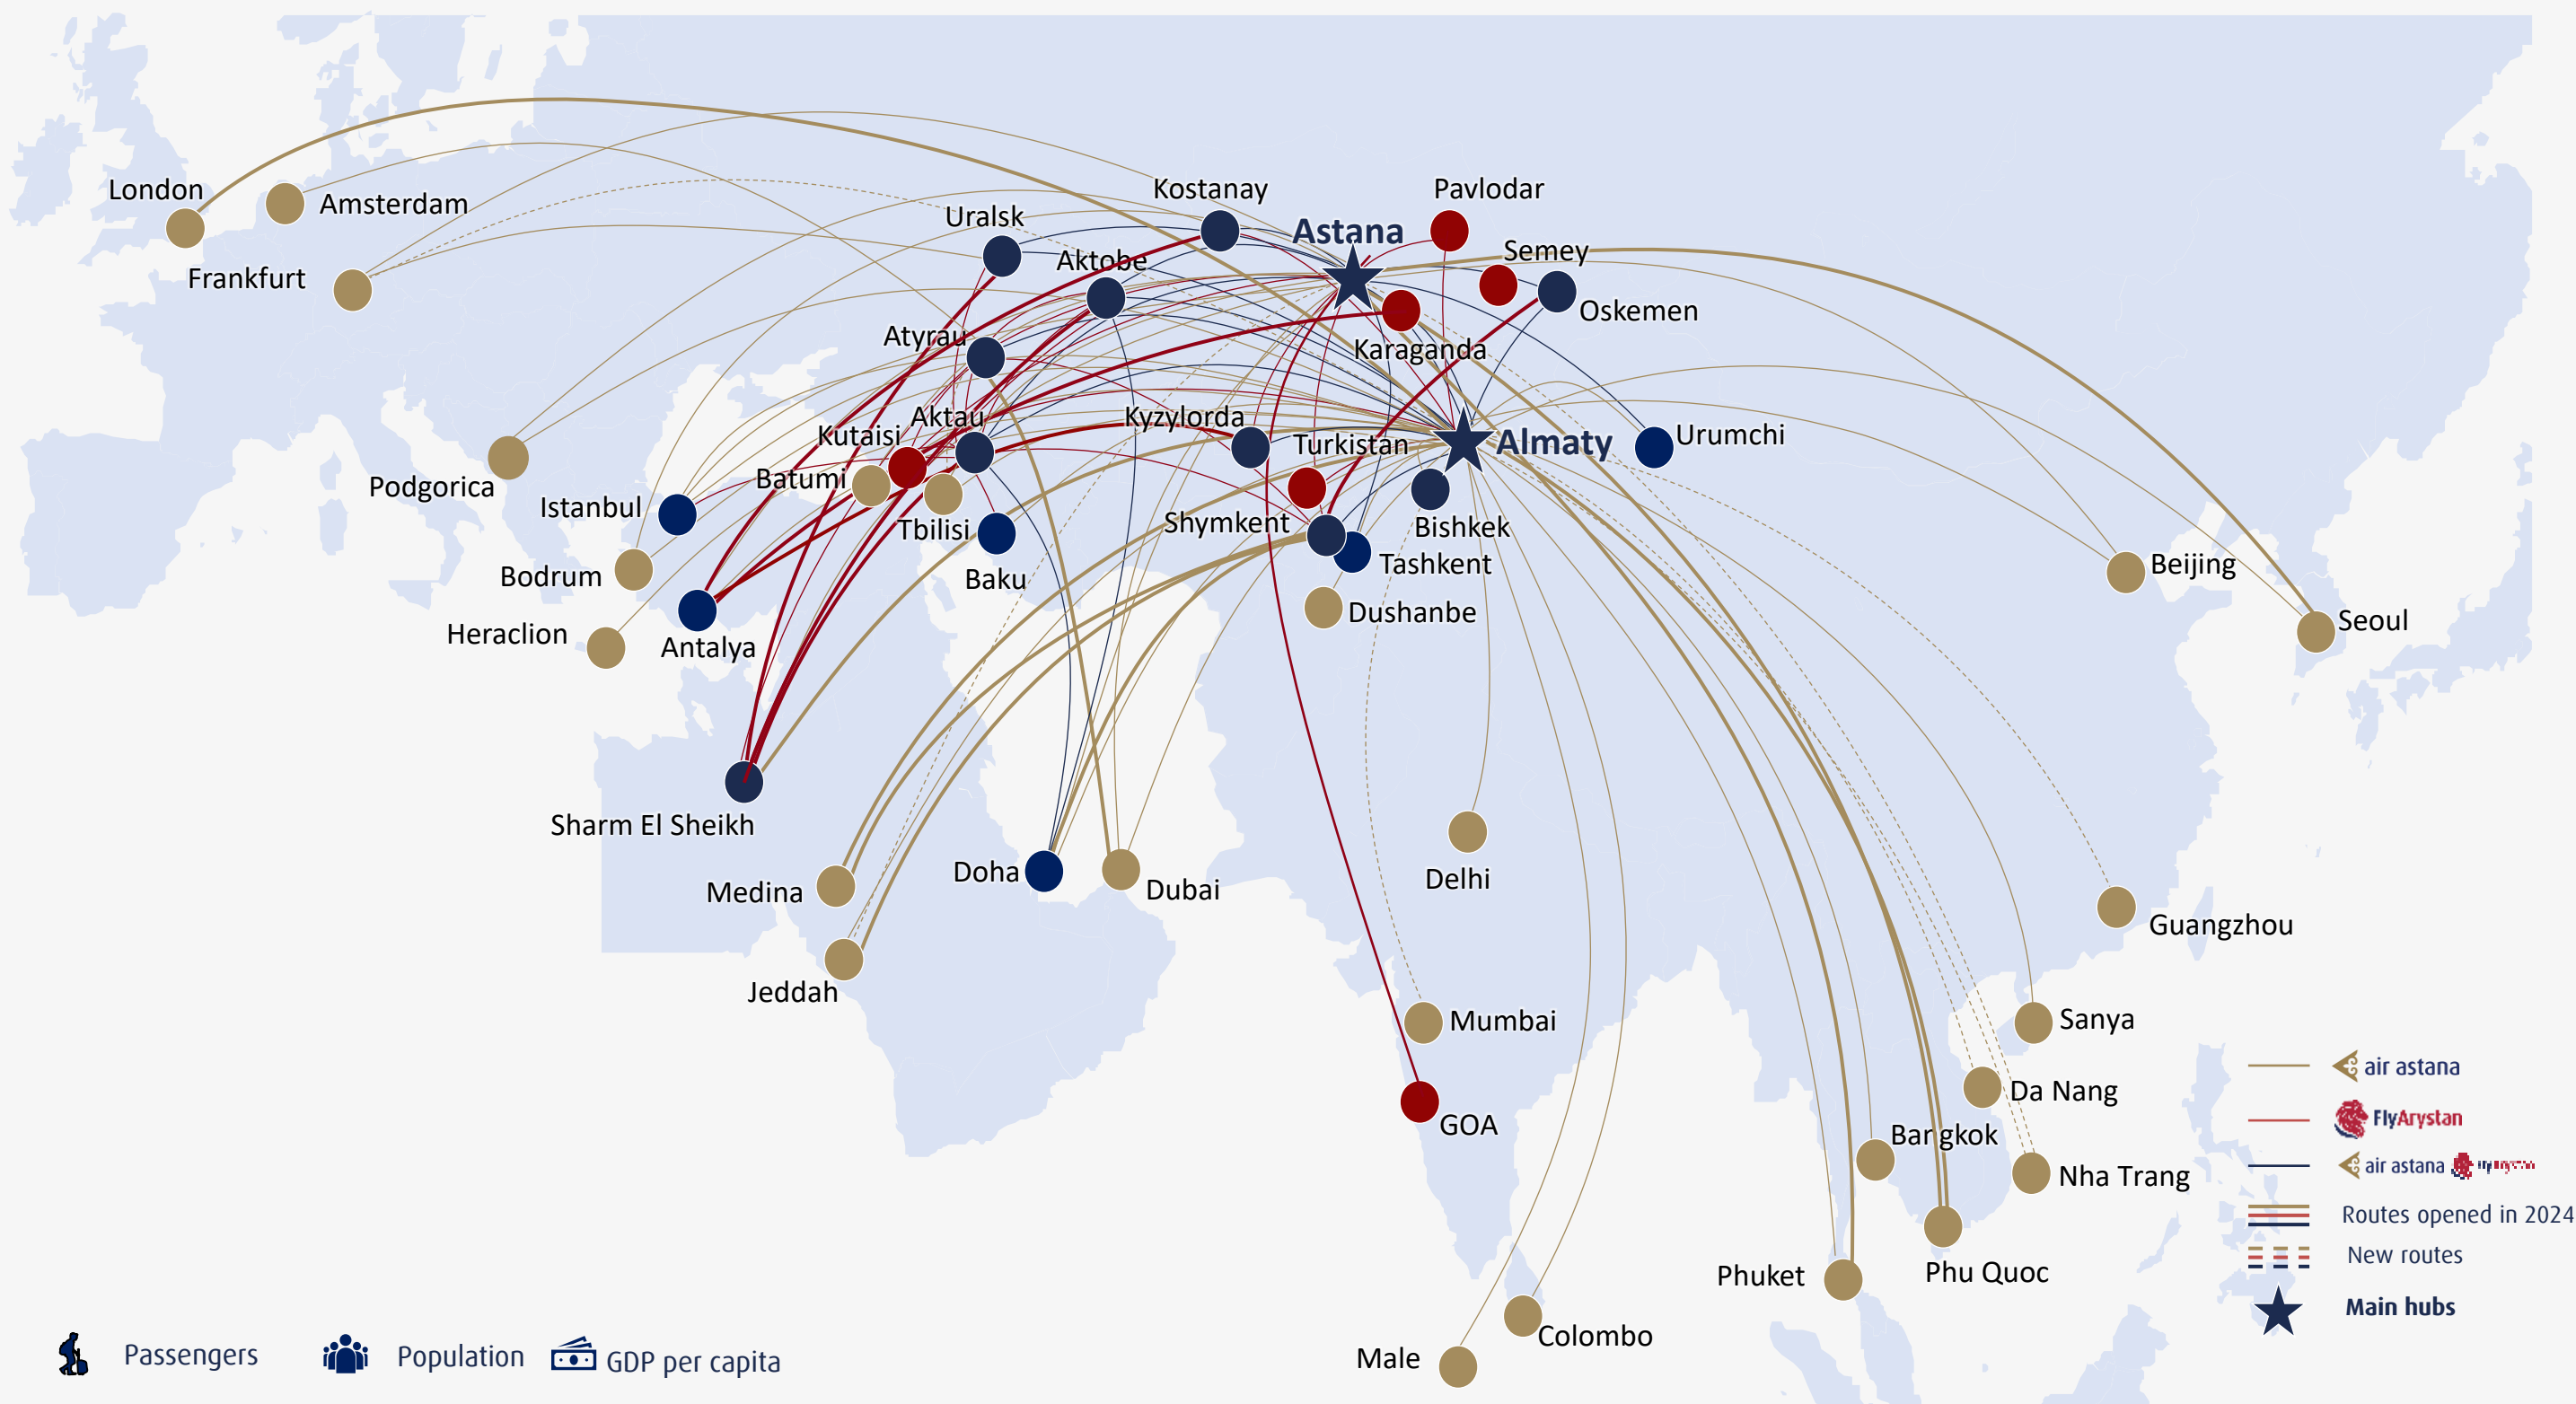 London
Amsterdam
Frankfurt
Podgorica
Istanbul
Bodrum
Heraclion
Antalya
Sharm El Sheikh
Medina
Jeddah
Uralsk
Kostanay
Aktobe
Atyrau
Aktau
Kutaisi
Batumi
Tbilisi
Baku
Astana
Pavlodar
Semey
Oskemen
Karaganda
Kyzylorda
Turkistan
Almaty
Urumchi
Shymkent
Bishkek
Tashkent
Dushanbe
Doha
Dubai
Delhi
Mumbai
GOA
Male
Colombo
Beijing
Seoul
Guangzhou
Sanya
Da Nang
Bangkok
Nha Trang
Phuket
Phu Quoc
air astana
FlyArystan
air astana
Routes opened in 2024
New routes
Main hubs
Passengers
Population
GDP per capita